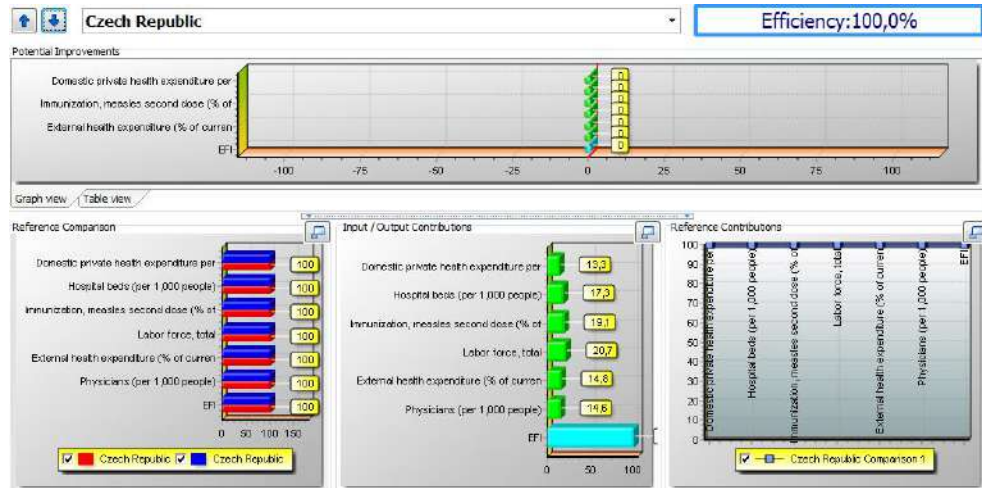 Czech Republic
Efficiency:100,0%
Potential Improvements
Domestic private health expenditure per
Immunization, measles second dose (% of
External health expenditure (% of curren
EFI
0
0
0
0
0
0
0
-100 -75 -50 -25 0 25 50 75 100
Graph view Table view
Reference Comparison
Domestic private health expenditure per 100
Hospital beds (per 1,000 people) 100
Immunization, measles second dose (% of 100
Labor force, total 100
External health expenditure (% of curren 100
Physicians (per 1,000 people) 100
EFI 100
0 50 100 150
Czech Republic Czech Republic
Input / Output Contributions
Domestic private health expenditure per 13,3
Hospital beds (per 1,000 people) 17,3
Immunization, measles second dose (% of 19,1
Labor force, total 20,7
External health expenditure (% of curren 14,8
Physicians (per 1,000 people) 14,6
EFI
0 50 100
Reference Contributions
100
90
80
70
60
50
40
30
20
10
0
Domestic private health expenditure per
Hospital beds (per 1,000 people)
Immunization, measles second dose (% of
Labor force, total
External health expenditure (% of curren
Physicians (per 1,000 people)
EFI
Czech Republic Comparison 1